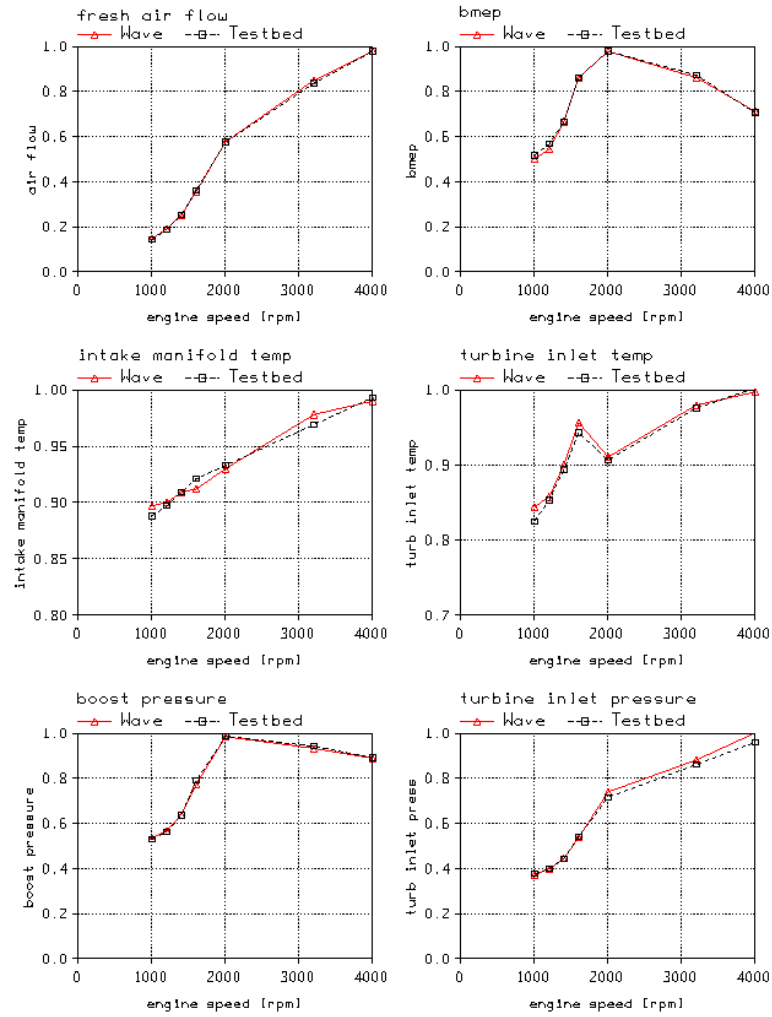 fresh air flow
Wave Testbed
1.0
0.8
0.6
0.4
0.2
0.0
air flow
0 1000 2000 3000 4000
engine speed [rpm]
bmep
Wave Testbed
1.0
0.8
0.6
0.4
0.2
0.0
bmep
0 1000 2000 3000 4000
engine speed [rpm]
intake manifold temp
Wave Testbed
1.00
0.95
0.90
0.85
0.80
intake manifold temp
0 1000 2000 3000 4000
engine speed [rpm]
turbine inlet temp
Wave Testbed
1.0
0.9
0.8
0.7
turb inlet temp
0 1000 2000 3000 4000
engine speed [rpm]
boost pressure
Wave Testbed
1.0
0.8
0.6
0.4
0.2
0.0
boost pressure
0 1000 2000 3000 4000
engine speed [rpm]
turbine inlet pressure
Wave Testbed
1.0
0.8
0.6
0.4
0.2
0.0
turb inlet press
0 1000 2000 3000 4000
engine speed [rpm]